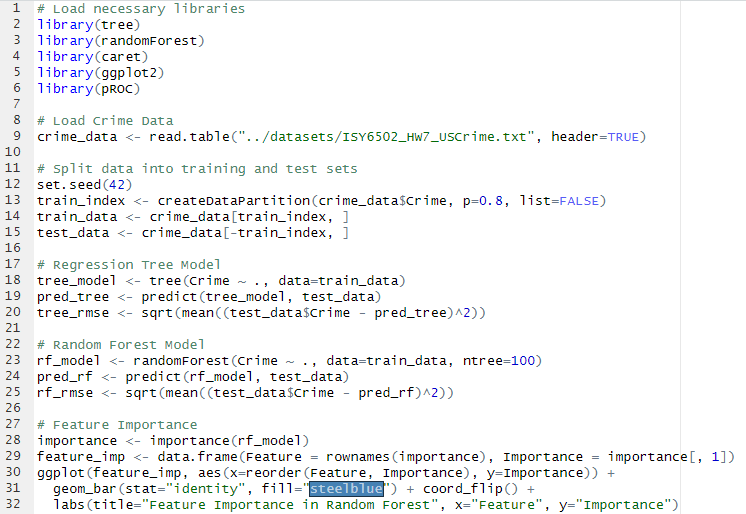 1 # Load necessary libraries
2 library(tree)
3 library(randomForest)
4 library(caret)
5 library(ggplot2)
6 library(pROC)
7
8 # Load Crime Data
9 crime_data <- read.table("../datasets/ISY6502_HW7_USCrime.txt", header=TRUE)
10
11 # Split data into training and test sets
12 set.seed(42)
13 train_index <- createDataPartition(crime_data$Crime, p=0.8, list=FALSE)
14 train_data <- crime_data[train_index, ]
15 test_data <- crime_data[-train_index, ]
16
17 # Regression Tree Model
18 tree_model <- tree(Crime ~ ., data=train_data)
19 pred_tree <- predict(tree_model, test_data)
20 tree_rmse <- sqrt(mean((test_data$Crime - pred_tree)^2))
21
22 # Random Forest Model
23 rf_model <- randomForest(Crime ~ ., data=train_data, ntree=100)
24 pred_rf <- predict(rf_model, test_data)
25 rf_rmse <- sqrt(mean((test_data$Crime - pred_rf)^2))
26
27 # Feature Importance
28 importance <- importance(rf_model)
29 feature_imp <- data.frame(Feature = rownames(importance), Importance = importance[, 1])
30 ggplot(feature_imp, aes(x=reorder(Feature, Importance), y=Importance)) +
31 geom_bar(stat="identity", fill="steelblue") + coord_flip() +
32 labs(title="Feature Importance in Random Forest", x="Feature", y="Importance")